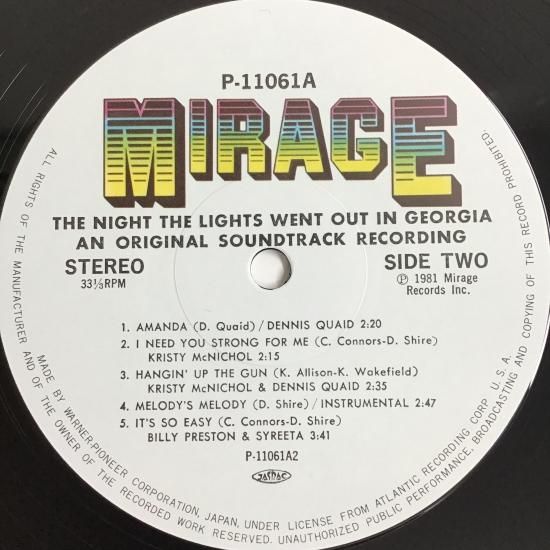 P-11061A
MIRAGE
THE NIGHT THE LIGHTS WENT OUT IN GEORGIA
AN ORIGINAL SOUNDTRACK RECORDING
STEREO
33⅓RPM
SIDE TWO
Ⓟ 1981 Mirage
Records Inc.
1. AMANDA (D. Quaid) / DENNIS QUAID 2:20
2. I NEED YOU STRONG FOR ME (C. Connors-D. Shire)
KRISTY McNICHOL 2:15
3. HANGIN' UP THE GUN (K. Allison-K. Wakefield)
KRISTY McNICHOL & DENNIS QUAID 2:35
4. MELODY'S MELODY (D. Shire) / INSTRUMENTAL 2:47
5. IT'S SO EASY (C. Connors-D. Shire)
BILLY PRESTON & SYREETA 3:41
P-11061A2
JASRAC
MADE BY WARNER-PIONEER CORPORATION, JAPAN, UNDER LICENSE FROM ATLANTIC RECORDING CORP. U. S. A.
ALL RIGHTS OF THE MANUFACTURER AND OF THE OWNER OF THE RECORDED WORK RESERVED. UNAUTHORIZED PUBLIC PERFORMANCE, BROADCASTING AND COPYING OF THIS RECORD PROHIBITED.